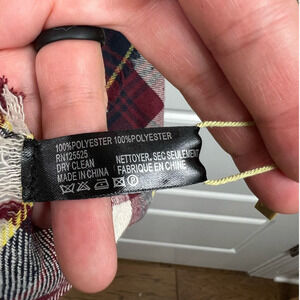 100%POLYESTER 100%POLYESTER
RN125525
DRY CLEAN NETTOYER, SEC SEULEMENT
MADE IN CHINA FABRIQUE EN CHINE